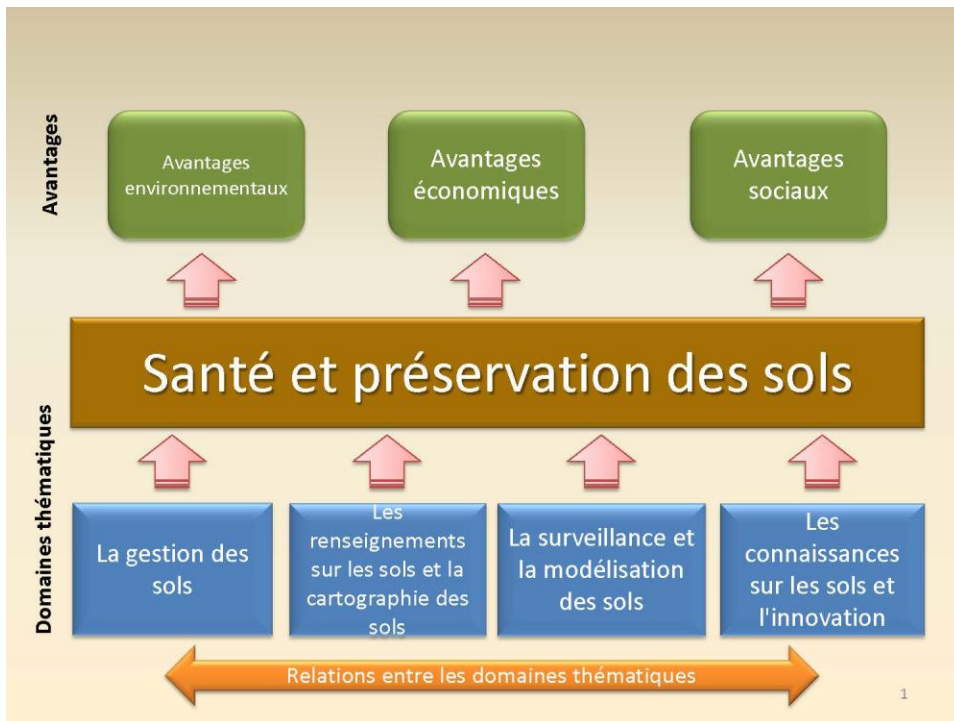 Avantages
Avantages
environnementaux
Avantages
économiques
Avantages
sociaux
Santé et préservation des sols
Domaines thématiques
La gestion des
sols
Les
renseignements
sur les sols et la
cartographie des
sols
La surveillance et
la modélisation
des sols
Les
connaissances
sur les sols et
l'innovation
Relations entre les domaines thématiques
1